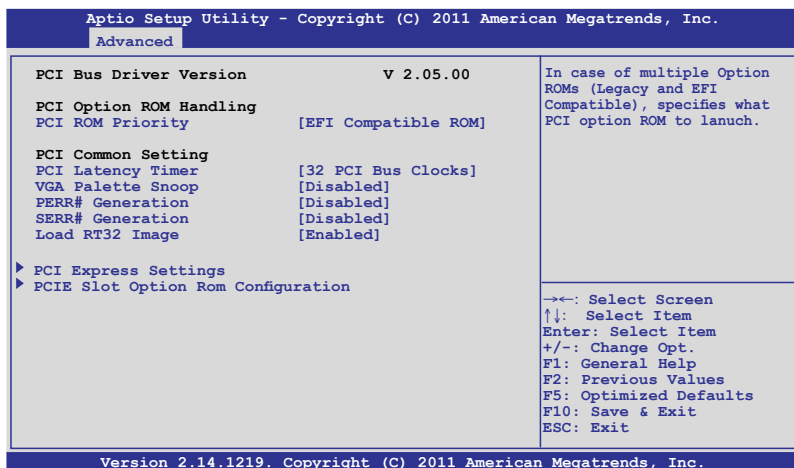 Aptio Setup Utility - Copyright (C) 2011 American Megatrends, Inc.
Advanced
PCI Bus Driver Version V 2.05.00
PCI Option ROM Handling
PCI ROM Priority [EFI Compatible ROM]
PCI Common Setting
PCI Latency Timer [32 PCI Bus Clocks]
VGA Palette Snoop [Disabled]
PERR# Generation [Disabled]
SERR# Generation [Disabled]
Load RT32 Image [Enabled]
PCI Express Settings
PCIE Slot Option Rom Configuration
In case of multiple Option
ROMs (Legacy and EFI
Compatible), specifies what
PCI option ROM to lanuch.
→←: Select Screen
↑↓: Select Item
Enter: Select Item
+/-: Change Opt.
F1: General Help
F2: Previous Values
F5: Optimized Defaults
F10: Save & Exit
ESC: Exit
Version 2.14.1219. Copyright (C) 2011 American Megatrends, Inc.